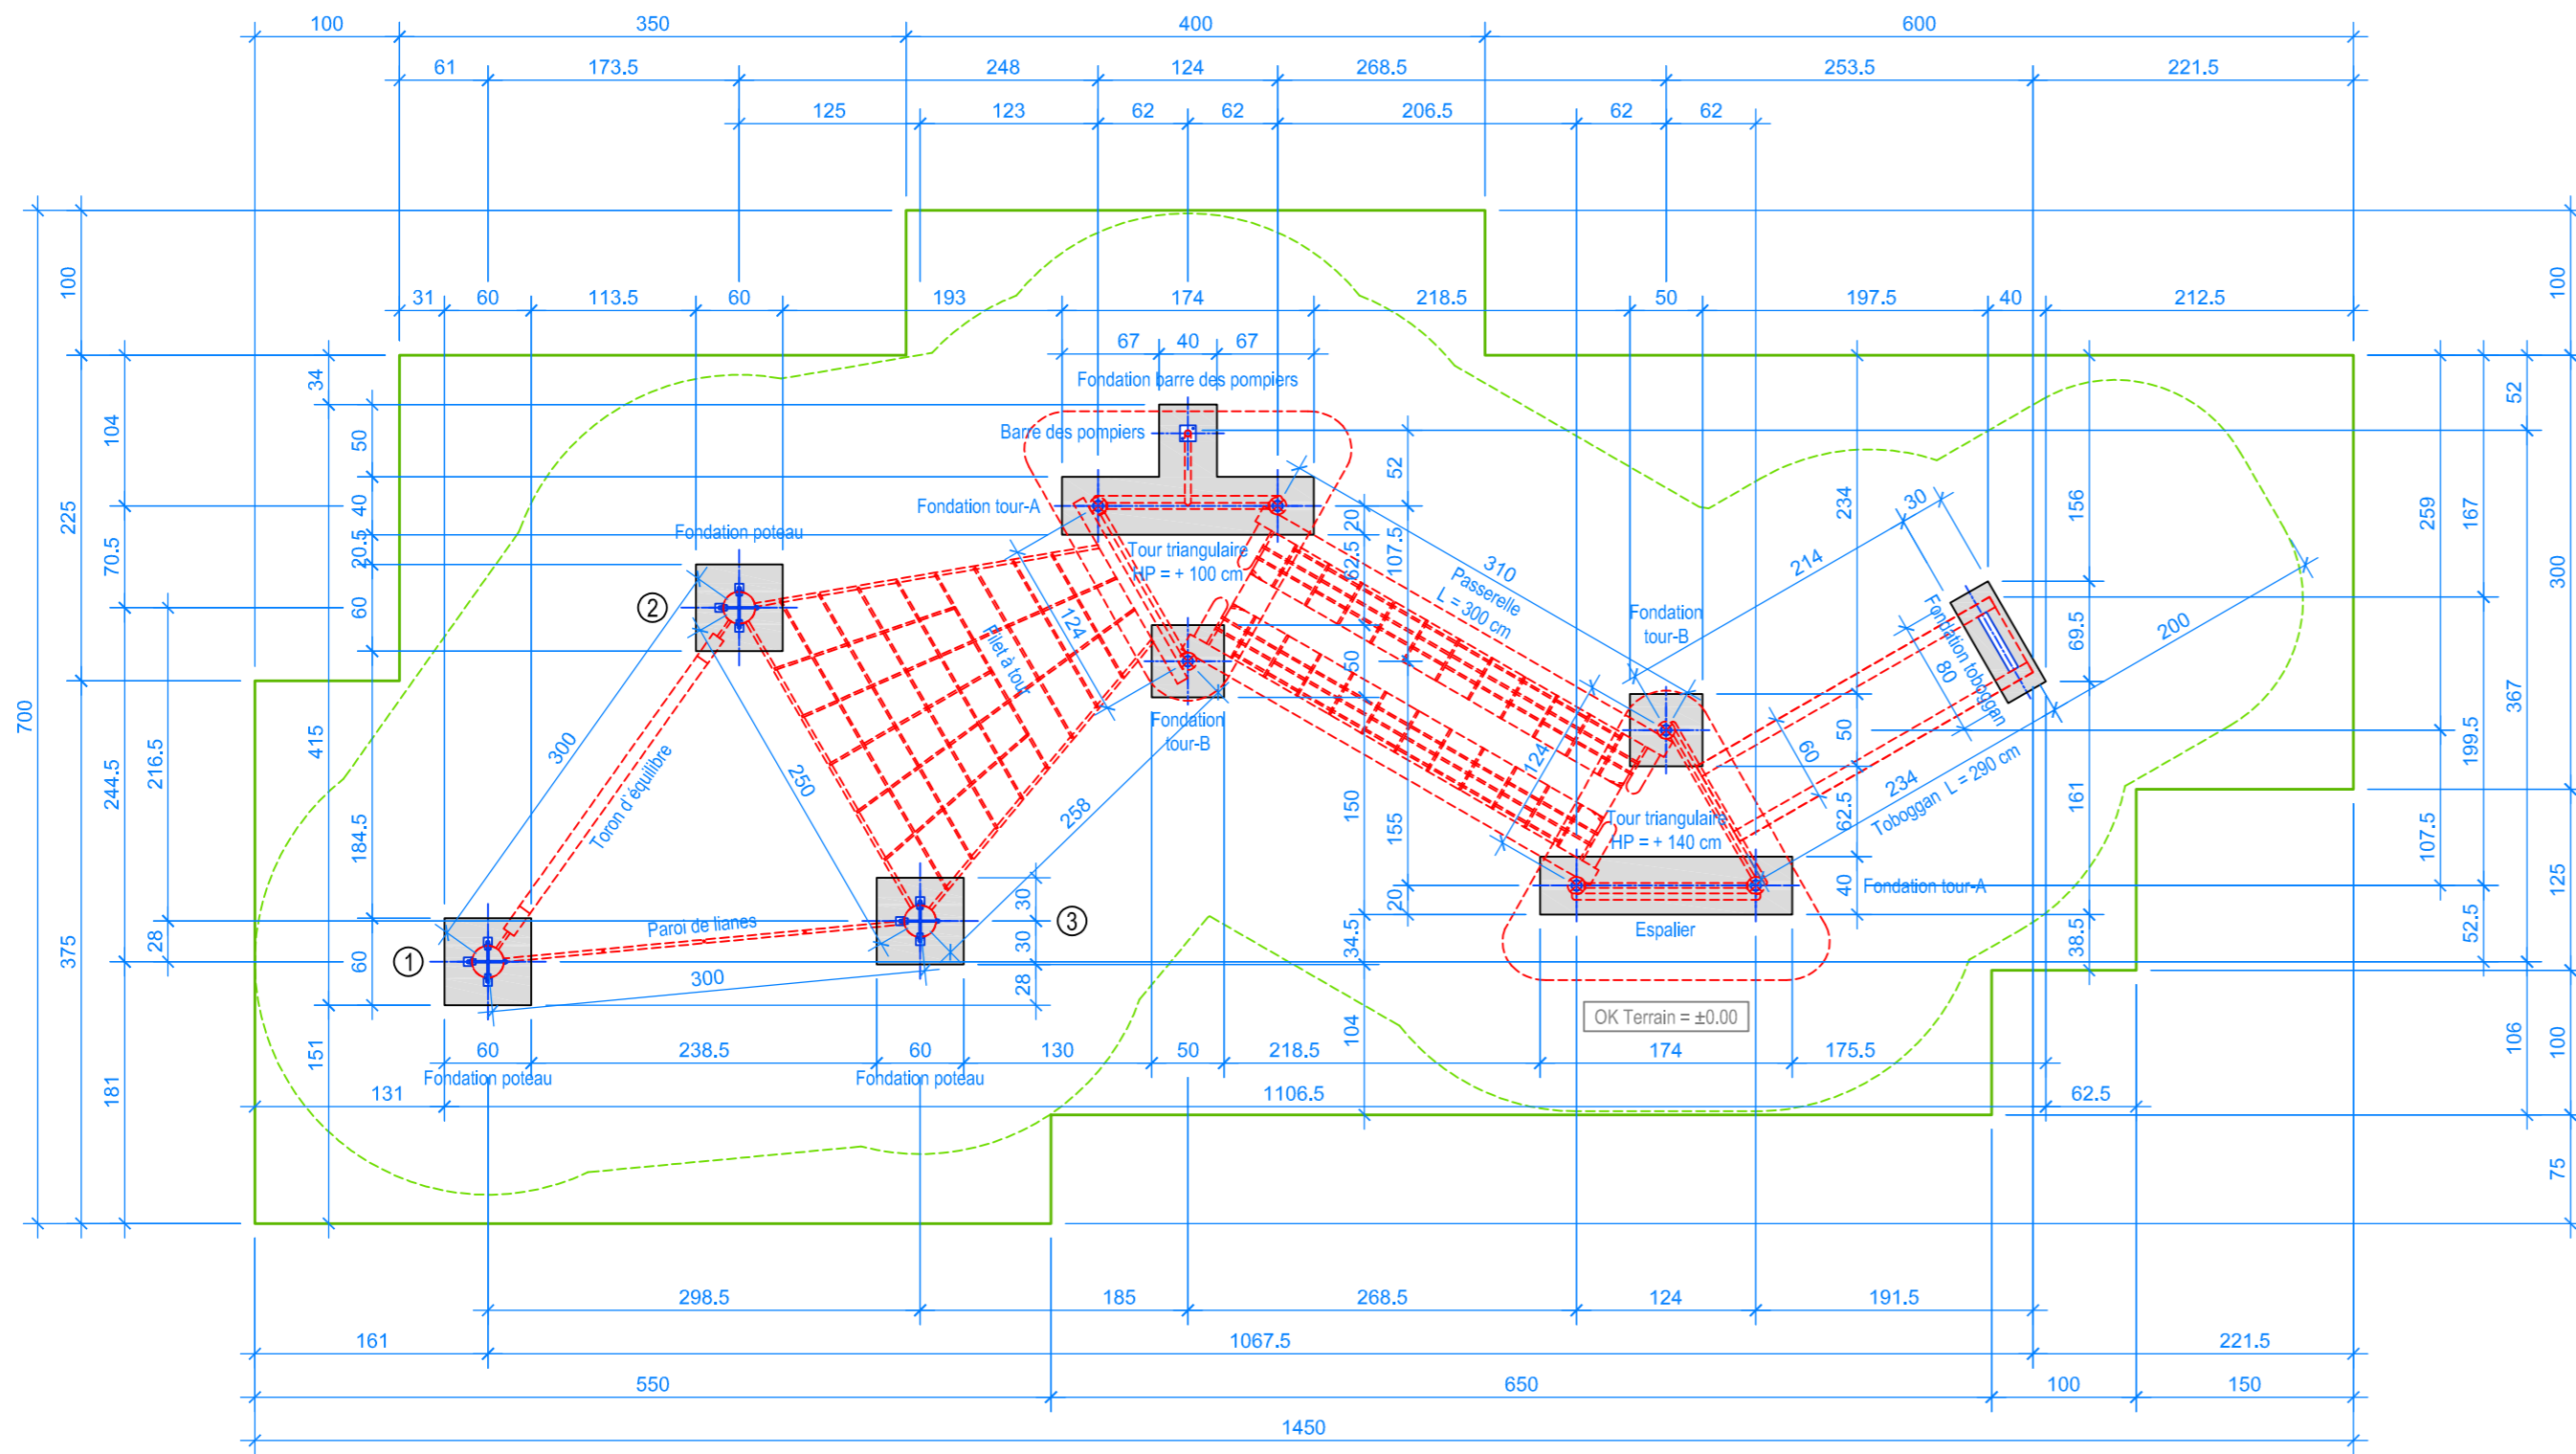 100 350 400 600
61 173.5 248 124 268.5 253.5 221.5
125 123 62 62 206.5 62 62
31 60 113.5 60 193 174 218.5 50 197.5 40 212.5
67 40 67
Fondation barre des pompiers
Barre des pompiers
Fondation tour-A
Fondation poteau
Tour triangulaire
HP = + 100 cm
Passerelle
L = 300 cm
310
Fondation
tour-B
214
30
Fondation toboggan
80
60
200
234
Toboggan L = 290 cm
②
Filet à tour
124
Fondation
tour-B
124
300
Toron d'équilibre
250
258
Tour triangulaire
HP = + 140 cm
Fondation tour-A
Espalier
①
Paroi de lianes
③
300
OK Terrain = ±0.00
700
100
225
375
104
70.5
244.5
181
216.5
28
34
415
151
50
40
20.5
60
184.5
60
30
30
28
20
62.5
50
150
34.5
104
52
107.5
155
20
234
50
62.5
40
156
69.5
161
38.5
259
107.5
167
199.5
52.5
52
367
106
100
300
125
100
75
60 238.5 60 130 50 218.5 174 175.5
Fondation poteau
Fondation poteau
131 1106.5 62.5
298.5 185 268.5 124 191.5
161 1067.5 221.5
550 650 100 150
1450